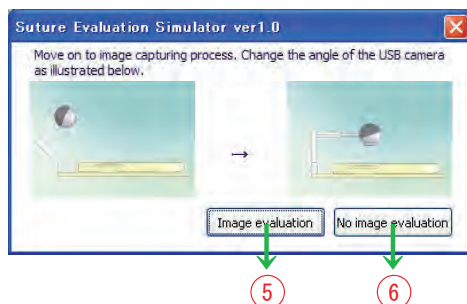 Suture Evaluation Simulator ver1.0
Move on to image capturing process. Change the angle of the USB camera
as illustrated below.
→
Image evaluation No image evaluation
5 6